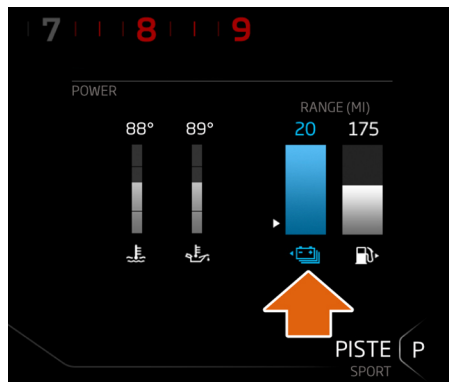 7 8 9
POWER
RANGE (MI)
88° 89° 20 175
PISTE P
SPORT